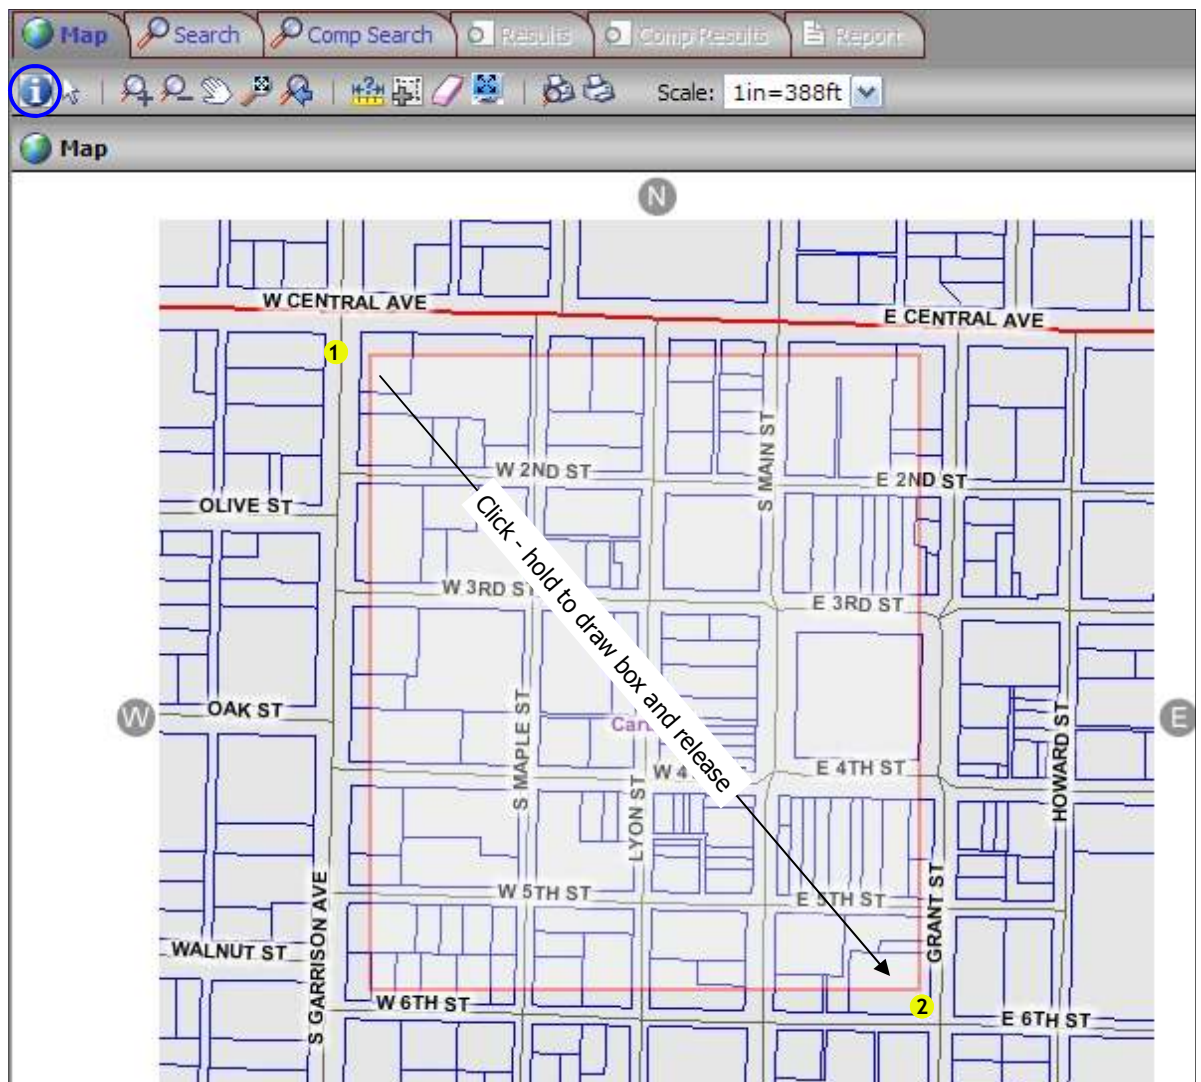 Map Search Comp Search Results Comp Results Report
Scale: 1in=388ft
Map
N
W CENTRAL AVE
E CENTRAL AVE
1
S MAIN ST
W 2ND ST
E 2ND ST
OLIVE ST
Click - hold to draw box and release
W 3RD ST
E 3RD ST
W
OAK ST
S MAPLE ST
Car
E
HOWARD ST
W 4
E 4TH ST
LYON ST
W 5TH ST
E 5TH ST
GRANT ST
S GARRISON AVE
WALNUT ST
W 6TH ST
2
E 6TH ST